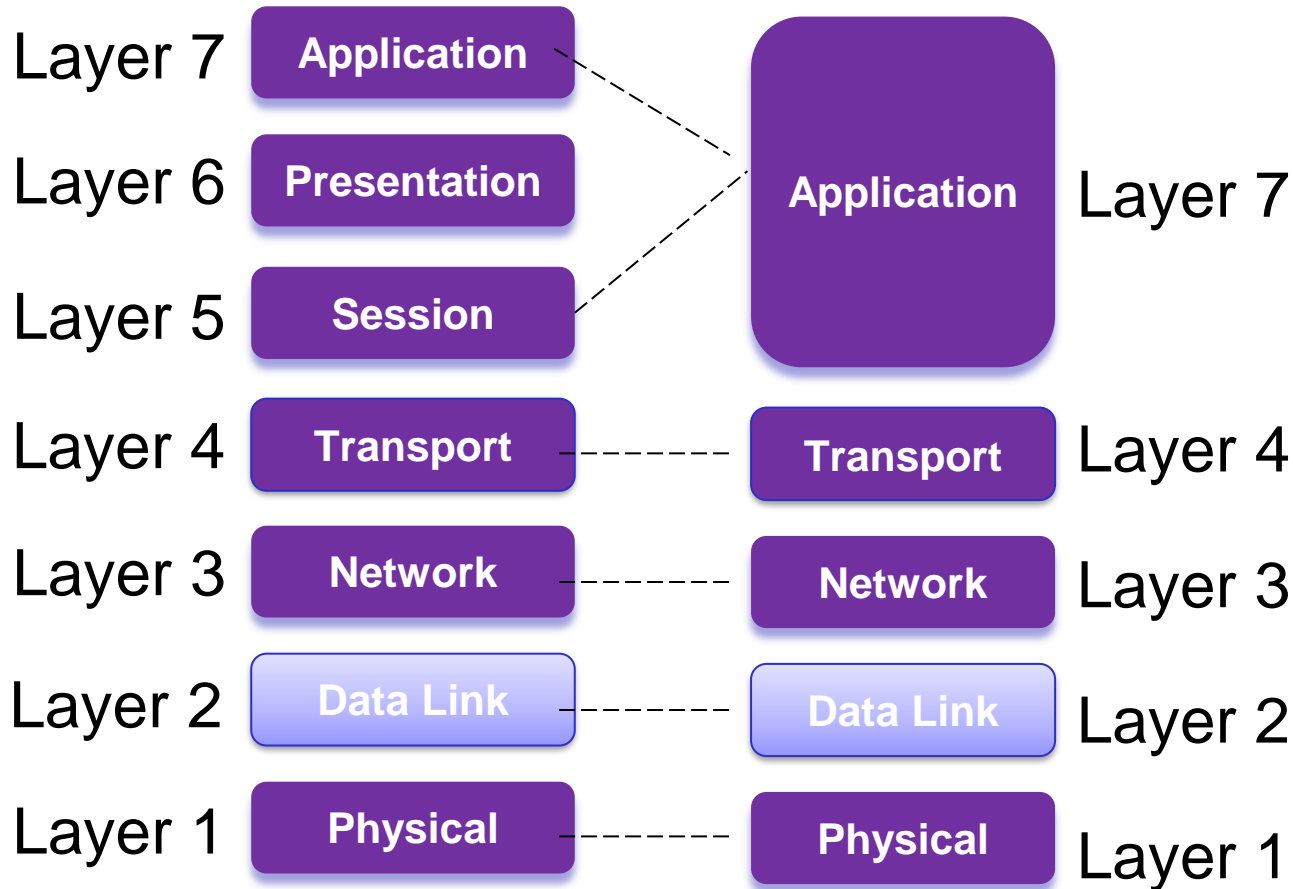 Layer 7 Application
Layer 6 Presentation
Application Layer 7
Layer 5 Session
Layer 4 Transport Transport Layer 4
Layer 3 Network Network Layer 3
Layer 2 Data Link Data Link Layer 2
Layer 1 Physical Physical Layer 1